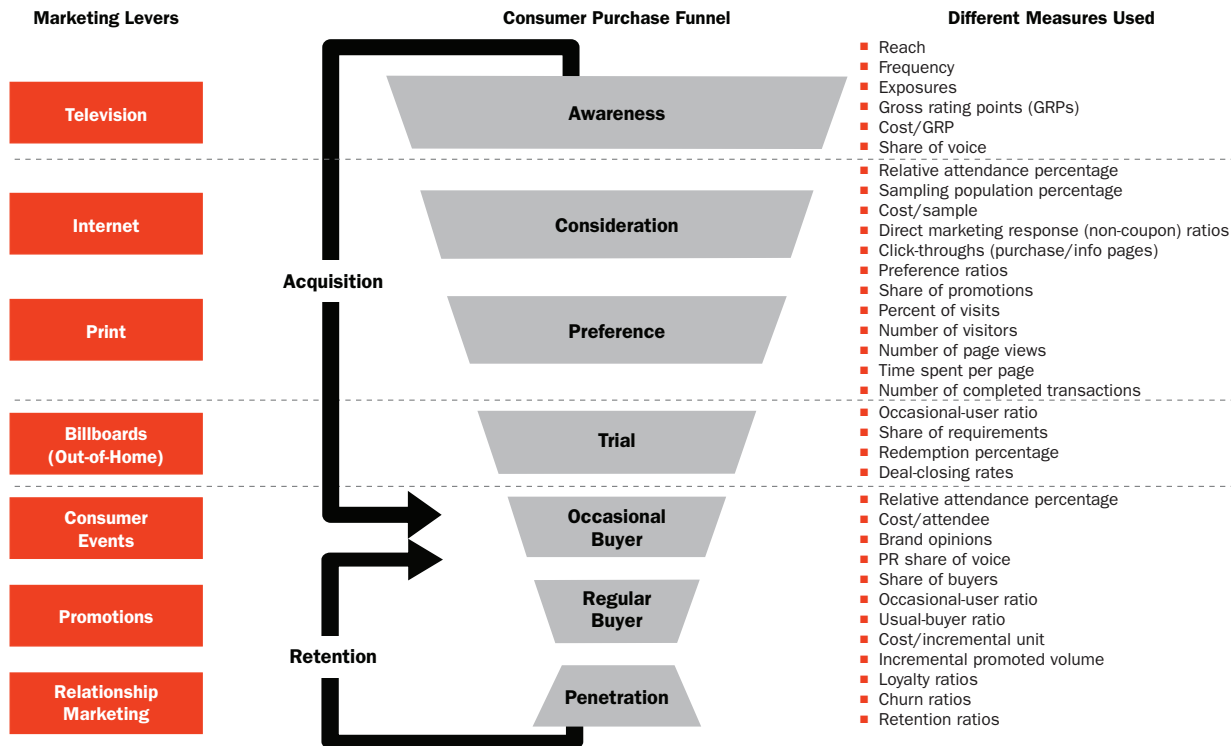 Marketing Levers
Consumer Purchase Funnel
Different Measures Used
Television
Internet
Print
Billboards
(Out-of-Home)
Consumer
Events
Promotions
Relationship
Marketing
Acquisition
Retention
Awareness
Consideration
Preference
Trial
Occasional
Buyer
Regular
Buyer
Penetration
Reach
Frequency
Exposures
Gross rating points (GRPs)
Cost/GRP
Share of voice
Relative attendance percentage
Sampling population percentage
Cost/sample
Direct marketing response (non-coupon) ratios
Click-throughs (purchase/info pages)
Preference ratios
Share of promotions
Percent of visits
Number of visitors
Number of page views
Time spent per page
Number of completed transactions
Occasional-user ratio
Share of requirements
Redemption percentage
Deal-closing rates
Relative attendance percentage
Cost/attendee
Brand opinions
PR share of voice
Share of buyers
Occasional-user ratio
Usual-buyer ratio
Cost/incremental unit
Incremental promoted volume
Loyalty ratios
Churn ratios
Retention ratios